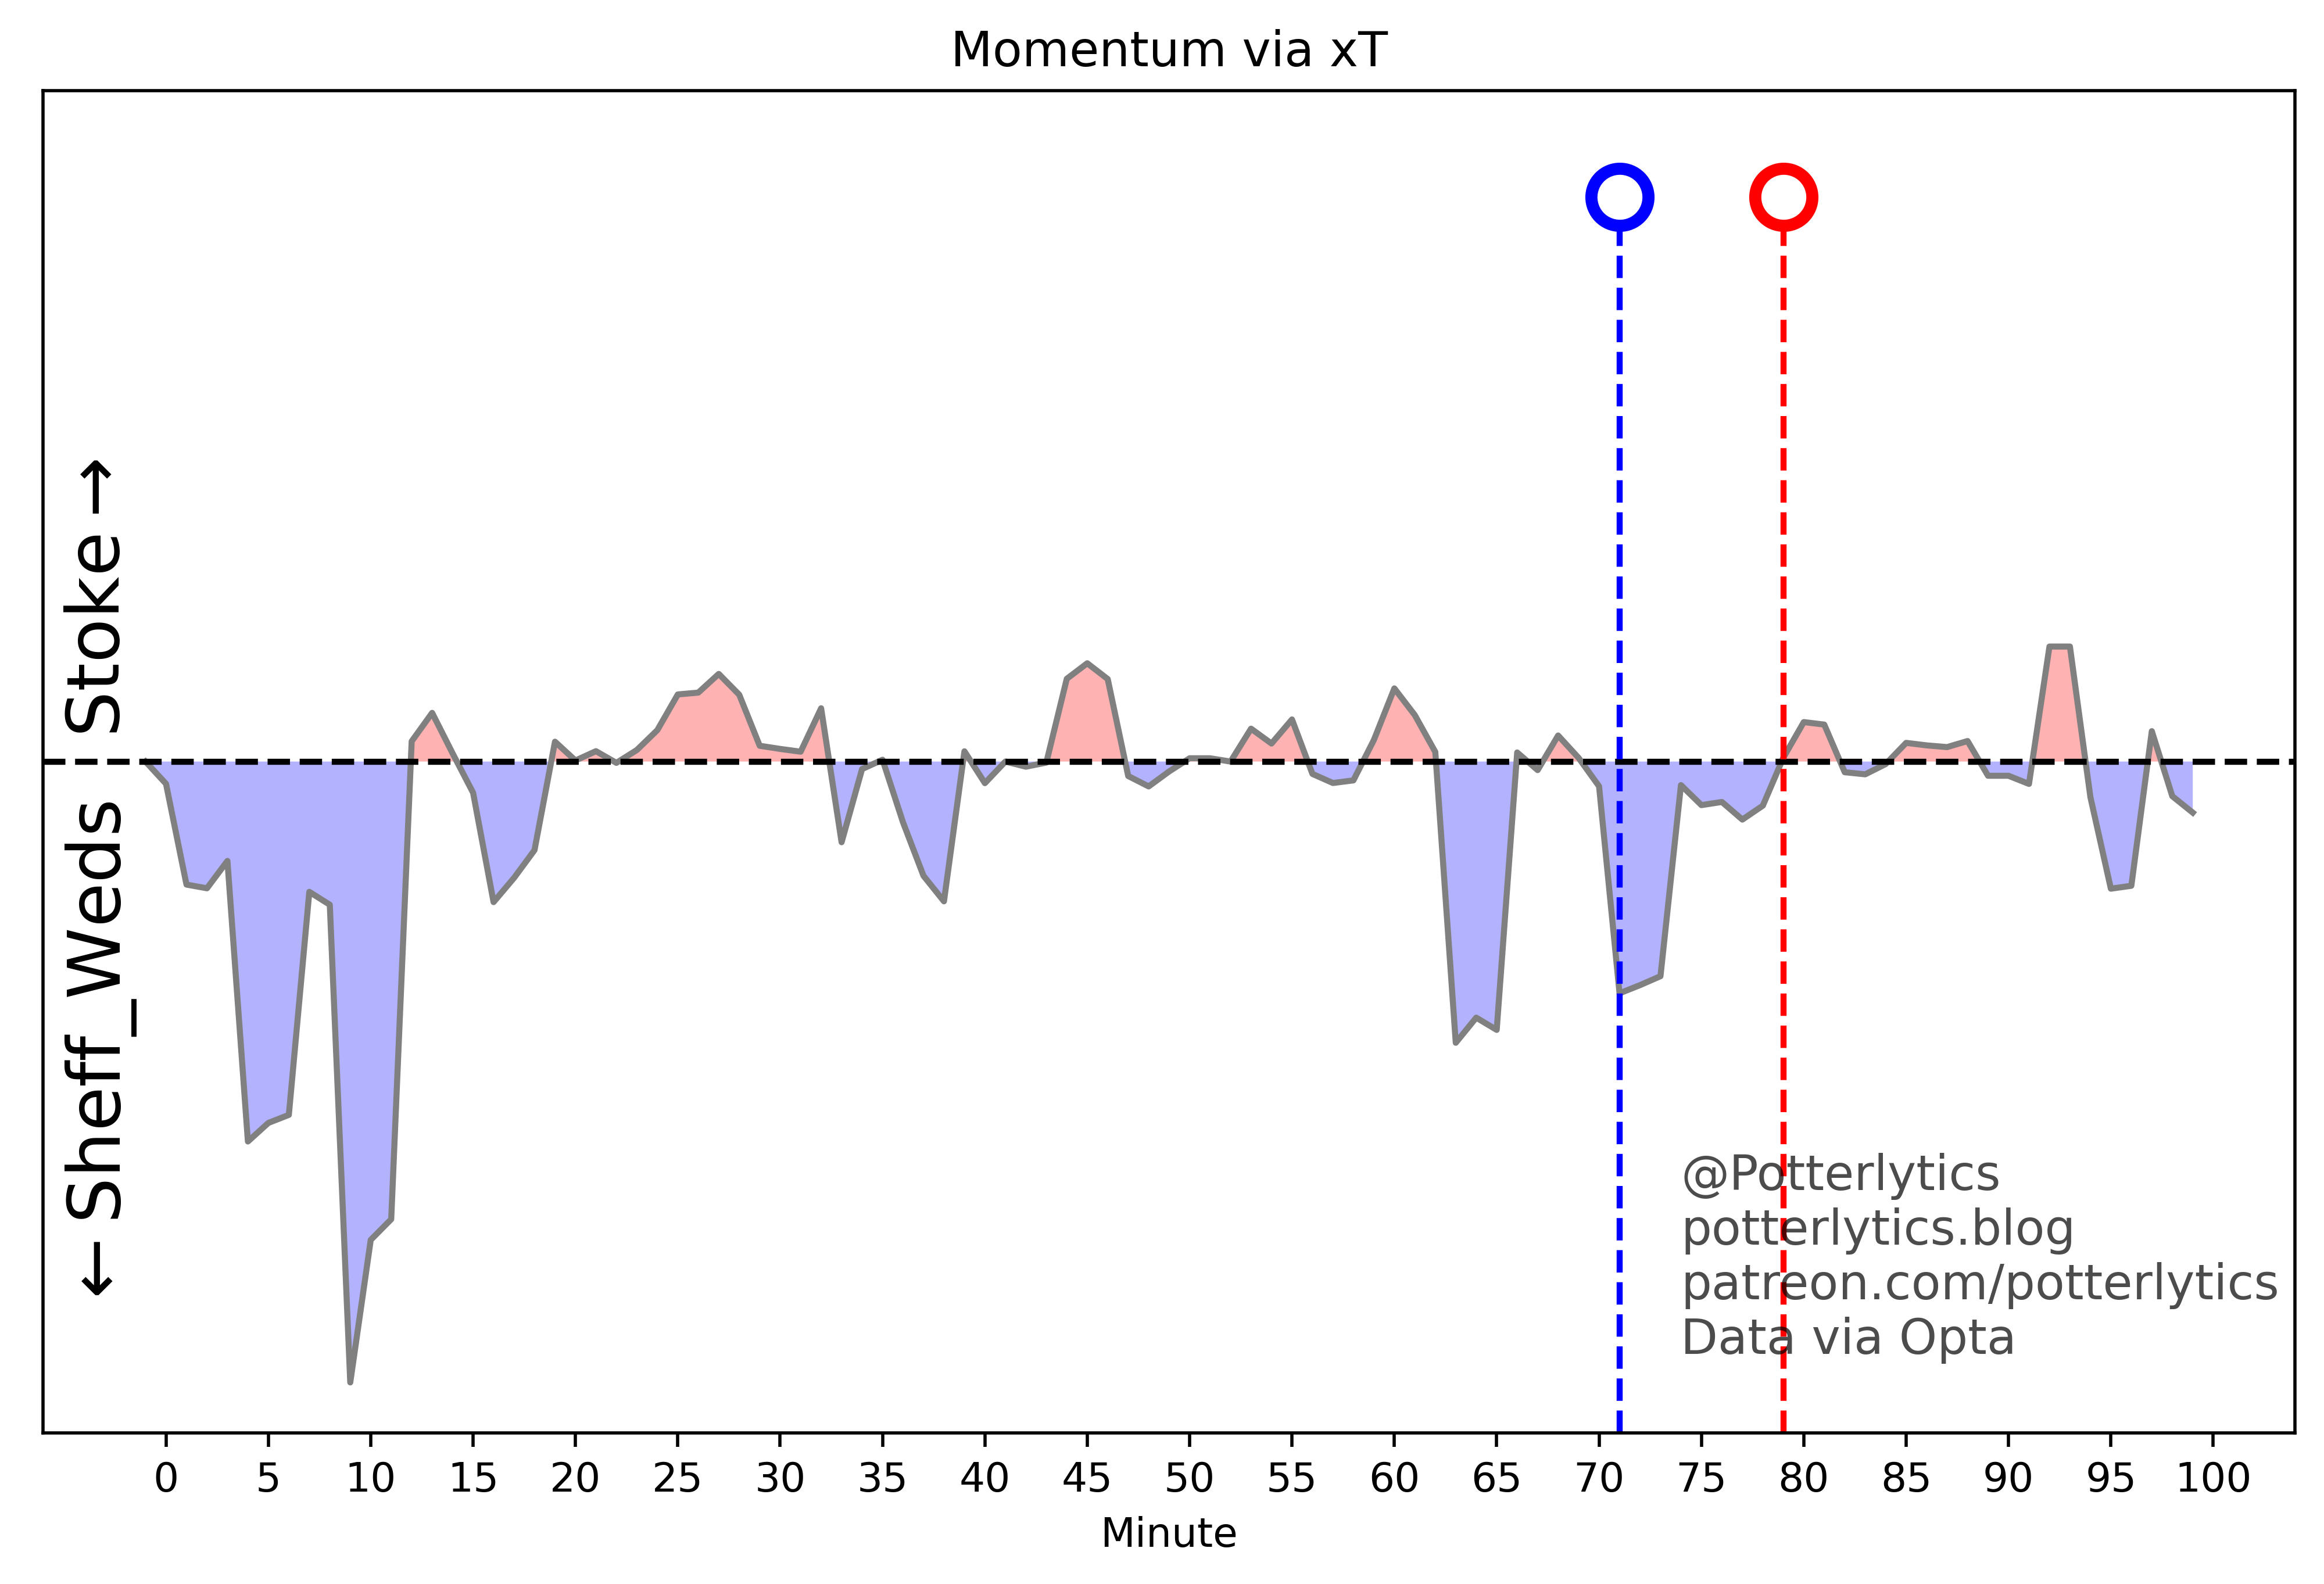 Momentum via xT
Stoke→
←Sheff_Weds
@Potterlytics
potterlytics.blog
patreon.com/potterlytics
Data via Opta
0 5 10 15 20 25 30 35 40 45 50 55 60 65 70 75 80 85 90 95 100
Minute